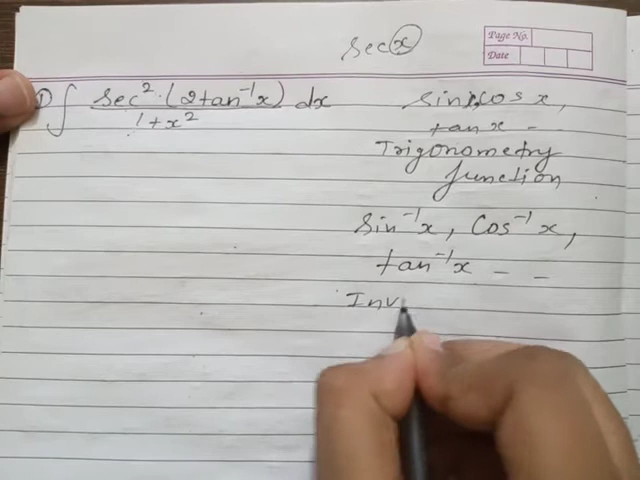 sec x
Page No.
Date
① ∫ sec² · (2tan⁻¹x) / 1+x² dx
sin x, cos x,
tan x - -
Trigonometry
function
sin⁻¹x, cos⁻¹x,
tan⁻¹x - -
Inv